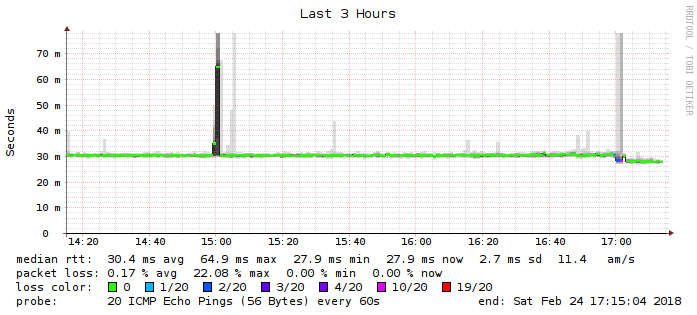 Last 3 Hours
RRDTOOL / TOBI OETIKER
Seconds
70 m
60 m
50 m
40 m
30 m
20 m
10 m
0
14:20 14:40 15:00 15:20 15:40 16:00 16:20 16:40 17:00
median rtt: 30.4 ms avg 64.9 ms max 27.9 ms min 27.9 ms now 2.7 ms sd 11.4 am/s
packet loss: 0.17 % avg 22.08 % max 0.00 % min 0.00 % now
loss color: 0 1/20 2/20 3/20 4/20 10/20 19/20
probe: 20 ICMP Echo Pings (56 Bytes) every 60s end: Sat Feb 24 17:15:04 2018